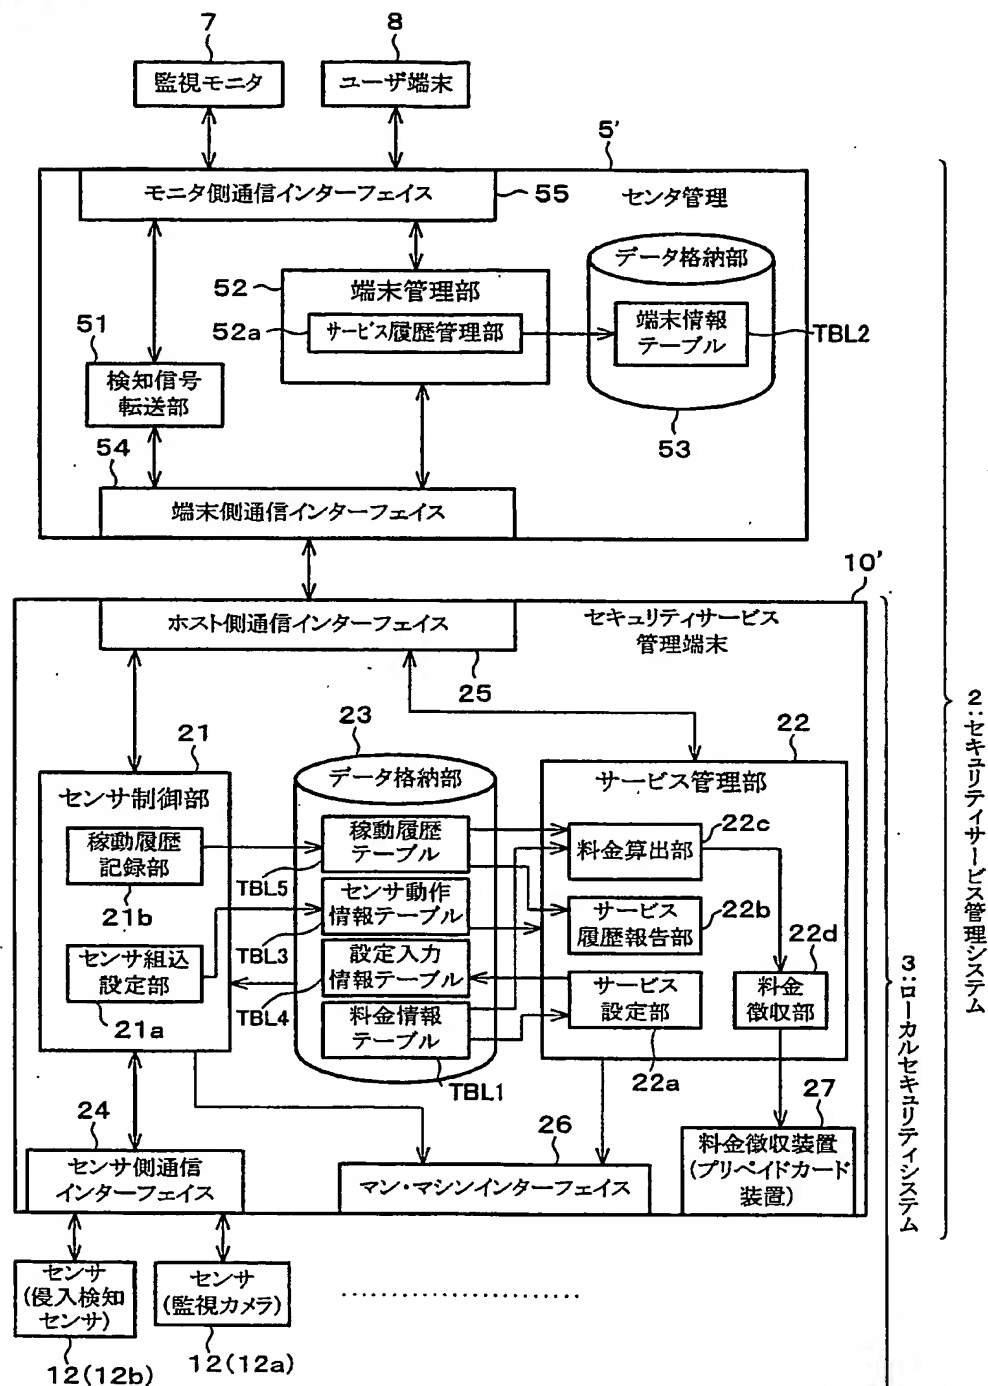 7
8
監視モニタ
ユーザ端末
5'
モニタ側通信インターフェイス
55
センタ管理
データ格納部
52
端末管理部
52a
サービス履歴管理部
端末情報
テーブル
TBL2
51
検知信号
転送部
53
54
端末側通信インターフェイス
10'
ホスト側通信インターフェイス
セキュリティサービス
管理端末
25
2:セキュリティサービス管理システム
21
23
22
センサ制御部
データ格納部
サービス管理部
稼動履歴
記録部
稼動履歴
テーブル
22c
料金算出部
21b
TBL5
センサ動作
情報テーブル
サービス
履歴報告部
22b
TBL3
22d
センサ組込
設定部
設定入力
情報テーブル
サービス
設定部
料金
徴収部
21a
TBL4
料金情報
テーブル
22a
TBL1
3:ローカルセキュリティシステム
24
26
27
センサ側通信
インターフェイス
マン・マシンインターフェイス
料金徴収装置
(プリペイドカード
装置)
センサ
(侵入検知
センサ)
センサ
(監視カメラ)
12(12b)
12(12a)